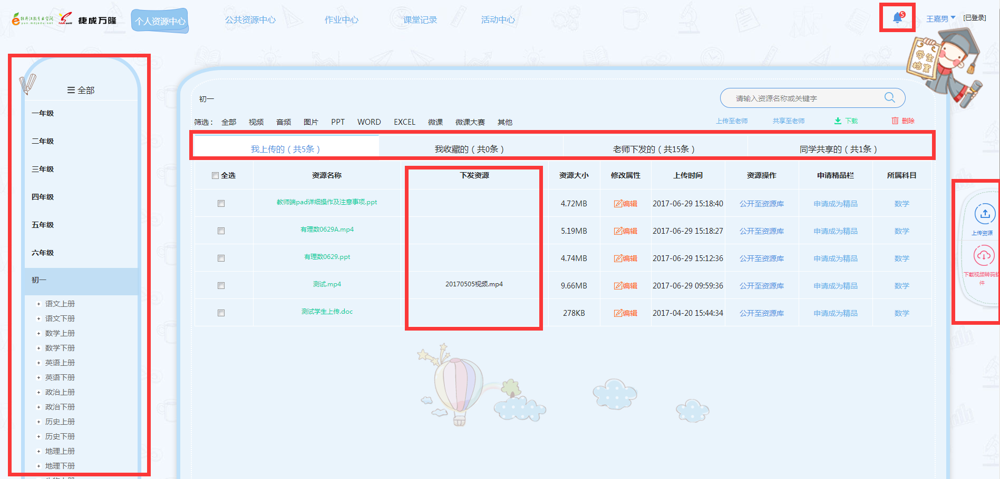 牡丹江教育云空间
yun.mdjedu.net
Future world
捷成万隆
个人资源中心
公共资源中心
作业中心
课堂记录
活动中心
5
王嘉男
[已登录]
学生
档案
全部
一年级
二年级
三年级
四年级
五年级
六年级
初一
语文上册
语文下册
数学上册
数学下册
英语上册
英语下册
政治上册
政治下册
历史上册
历史下册
地理上册
地理下册
初一
请输入资源名称或关键字
筛选： 全部 视频 音频 图片 PPT WORD EXCEL 微课 微课大赛 其他
上传至老师 共享至老师 下载 删除
我上传的（共5条） 我收藏的（共0条） 老师下发的（共15条） 同学共享的（共1条）
全选 资源名称 下发资源 资源大小 修改属性 上传时间 资源操作 申请精品栏 所属科目
教师端pad详细操作及注意事项.ppt 4.72MB 编辑 2017-06-29 15:18:40 公开至资源库 申请成为精品 数学
有理数0629A.mp4 5.19MB 编辑 2017-06-29 15:18:27 公开至资源库 申请成为精品 数学
有理数0629.ppt 4.74MB 编辑 2017-06-29 15:12:36 公开至资源库 申请成为精品 数学
测试.mp4 20170505视频.mp4 9.66MB 编辑 2017-06-29 09:59:36 公开至资源库 申请成为精品 数学
测试学生上传.doc 278KB 编辑 2017-04-20 15:44:34 公开至资源库 申请成为精品 数学
上传资源
下载视频转码软
件